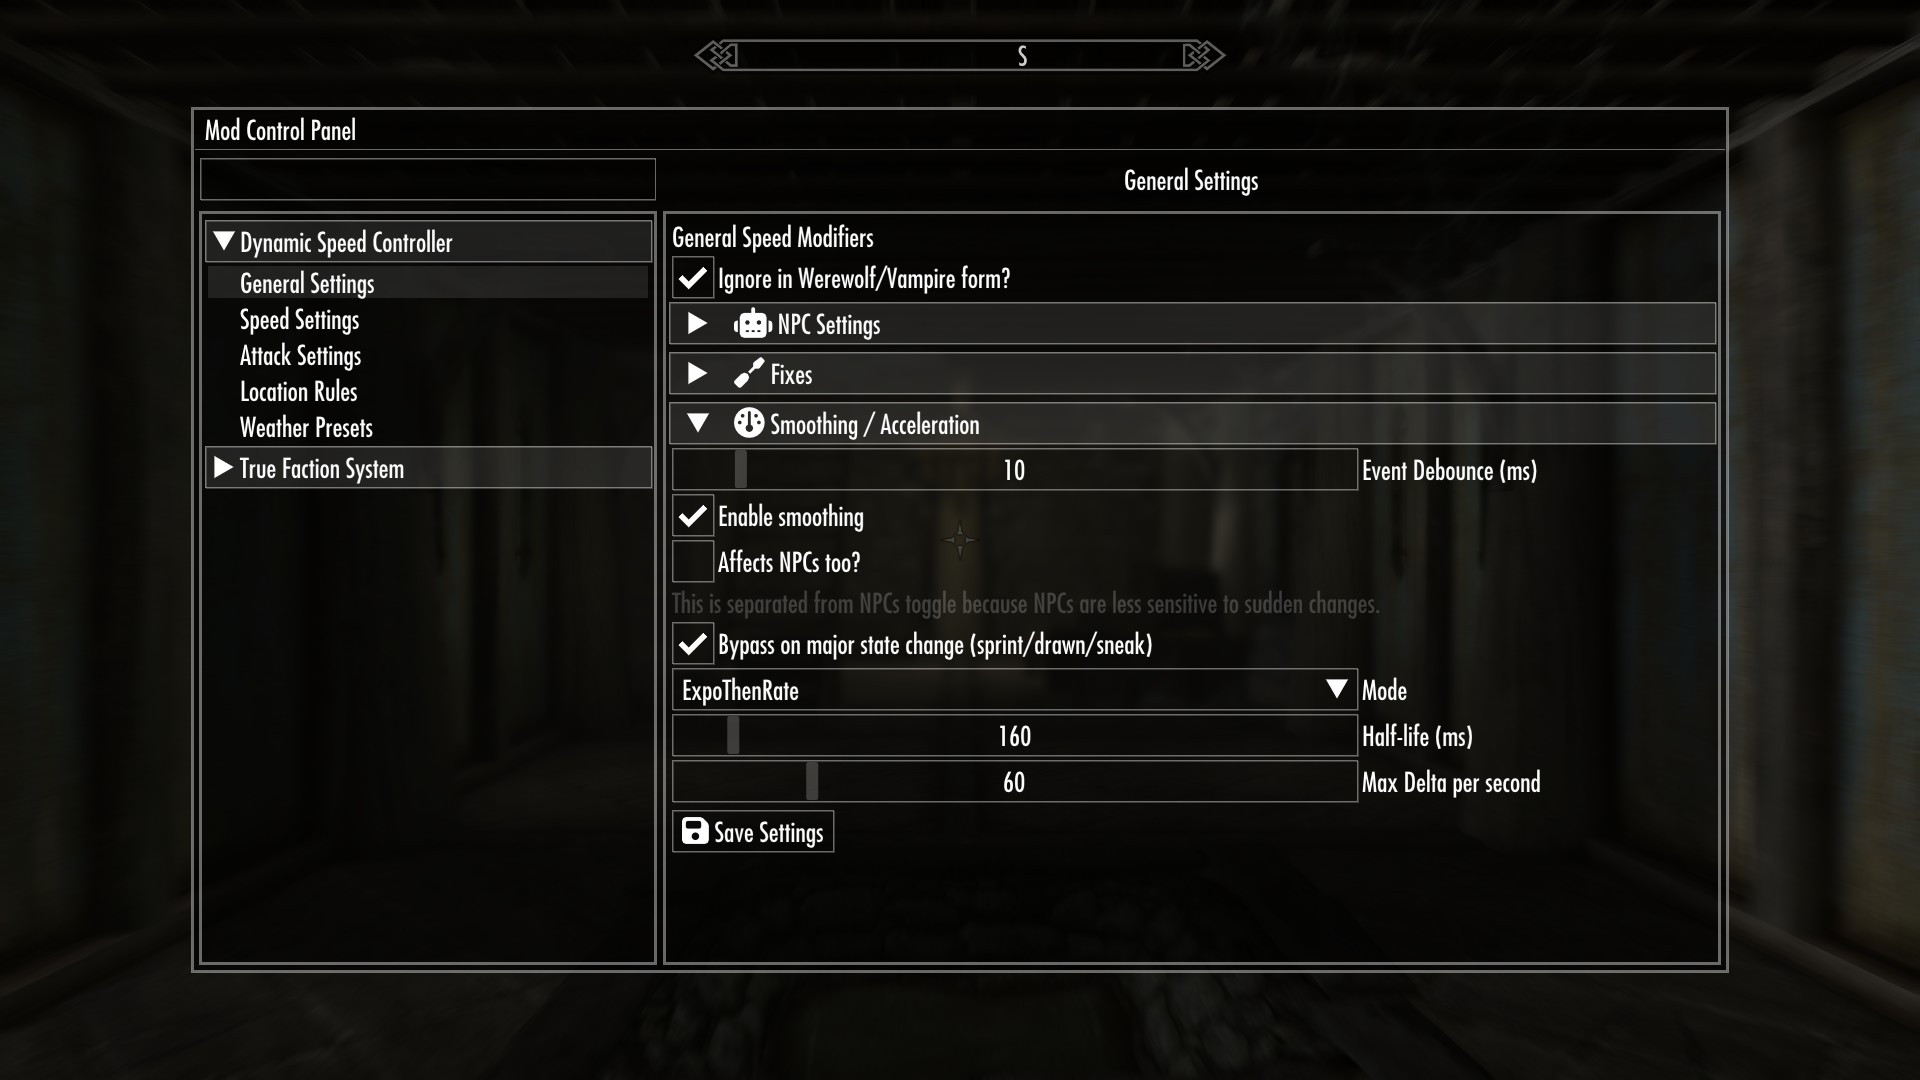 S
Mod Control Panel
General Settings
Dynamic Speed Controller
General Settings
Speed Settings
Attack Settings
Location Rules
Weather Presets
True Faction System
General Speed Modifiers
Ignore in Werewolf/Vampire form?
NPC Settings
Fixes
Smoothing / Acceleration
10 Event Debounce (ms)
Enable smoothing
Affects NPCs too?
This is separated from NPCs toggle because NPCs are less sensitive to sudden changes.
Bypass on major state change (sprint/drawn/sneak)
ExpoThenRate Mode
160 Half-life (ms)
60 Max Delta per second
Save Settings